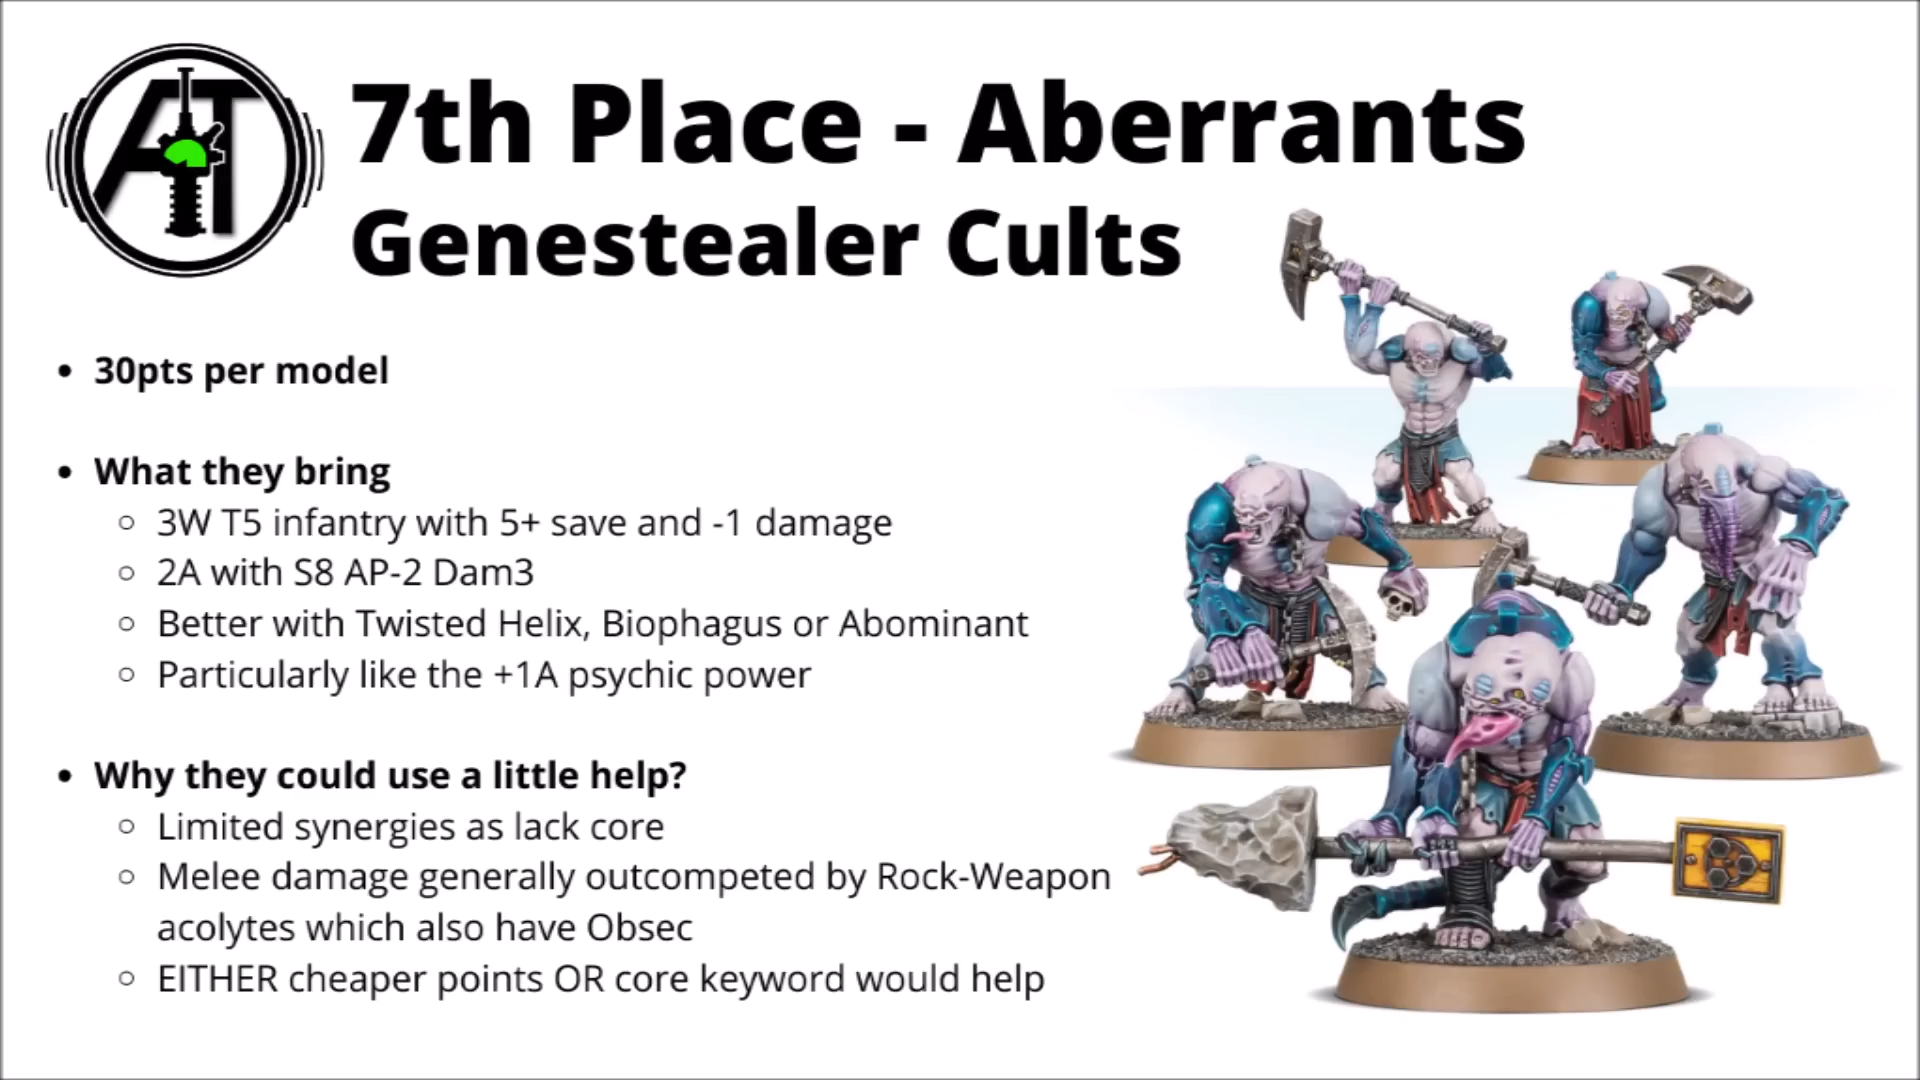 AT
7th Place - Aberrants
Genestealer Cults
• 30pts per model
• What they bring
○ 3W T5 infantry with 5+ save and -1 damage
○ 2A with S8 AP-2 Dam3
○ Better with Twisted Helix, Biophagus or Abominant
○ Particularly like the +1A psychic power
• Why they could use a little help?
○ Limited synergies as lack core
○ Melee damage generally outcompeted by Rock-Weapon
acolytes which also have Obsec
○ EITHER cheaper points OR core keyword would help